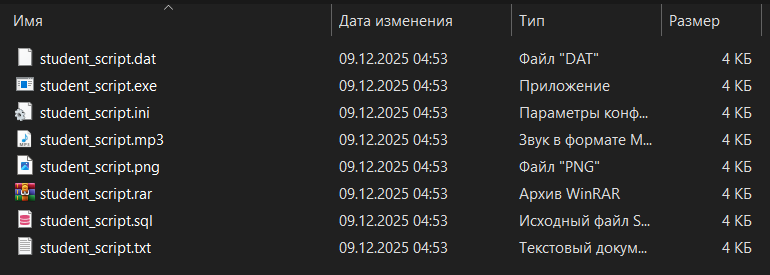 Имя Дата изменения Тип Размер
student_script.dat 09.12.2025 04:53 Файл "DAT" 4 КБ
student_script.exe 09.12.2025 04:53 Приложение 4 КБ
student_script.ini 09.12.2025 04:53 Параметры конф... 4 КБ
student_script.mp3 09.12.2025 04:53 Звук в формате M... 4 КБ
student_script.png 09.12.2025 04:53 Файл "PNG" 4 КБ
student_script.rar 09.12.2025 04:53 Архив WinRAR 4 КБ
student_script.sql 09.12.2025 04:53 Исходный файл S... 4 КБ
student_script.txt 09.12.2025 04:53 Текстовый докум... 4 КБ